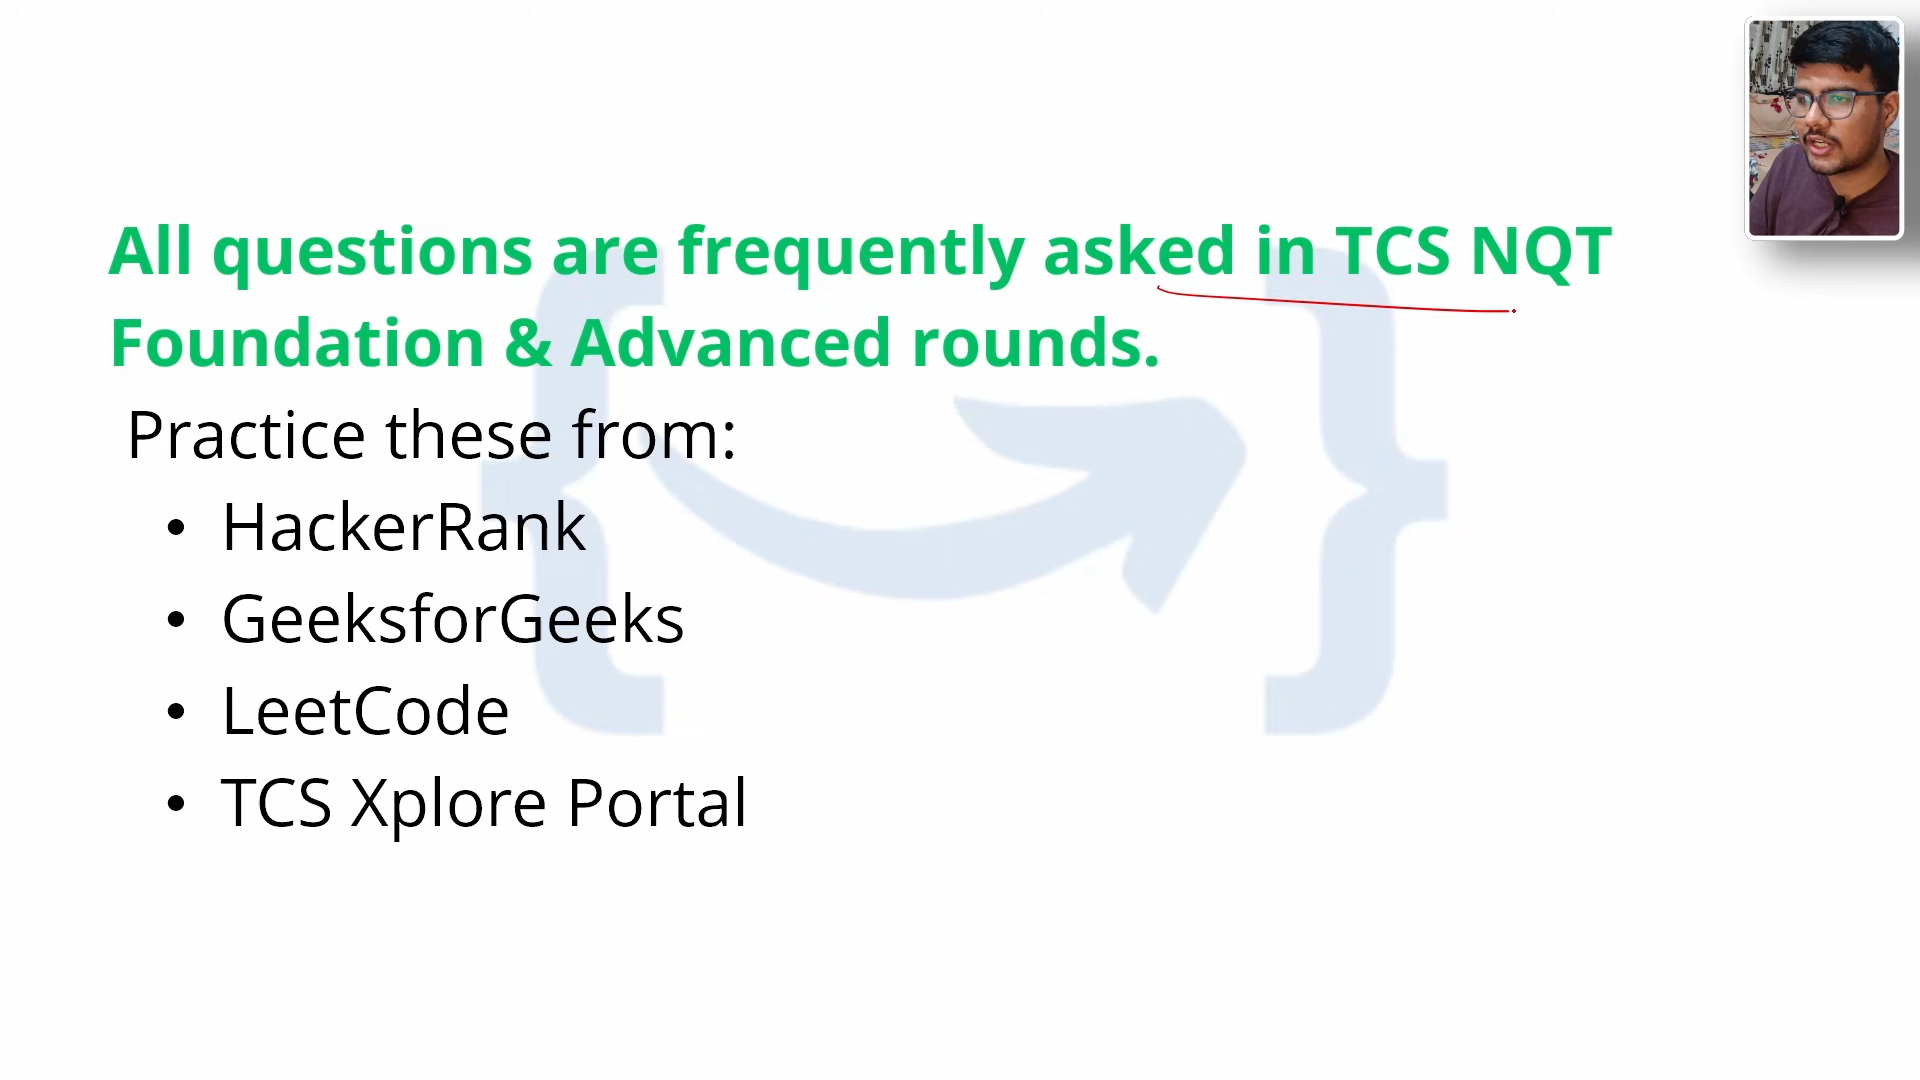 All questions are frequently asked in TCS NQT
Foundation & Advanced rounds.
Practice these from:
• HackerRank
• GeeksforGeeks
• LeetCode
• TCS Xplore Portal